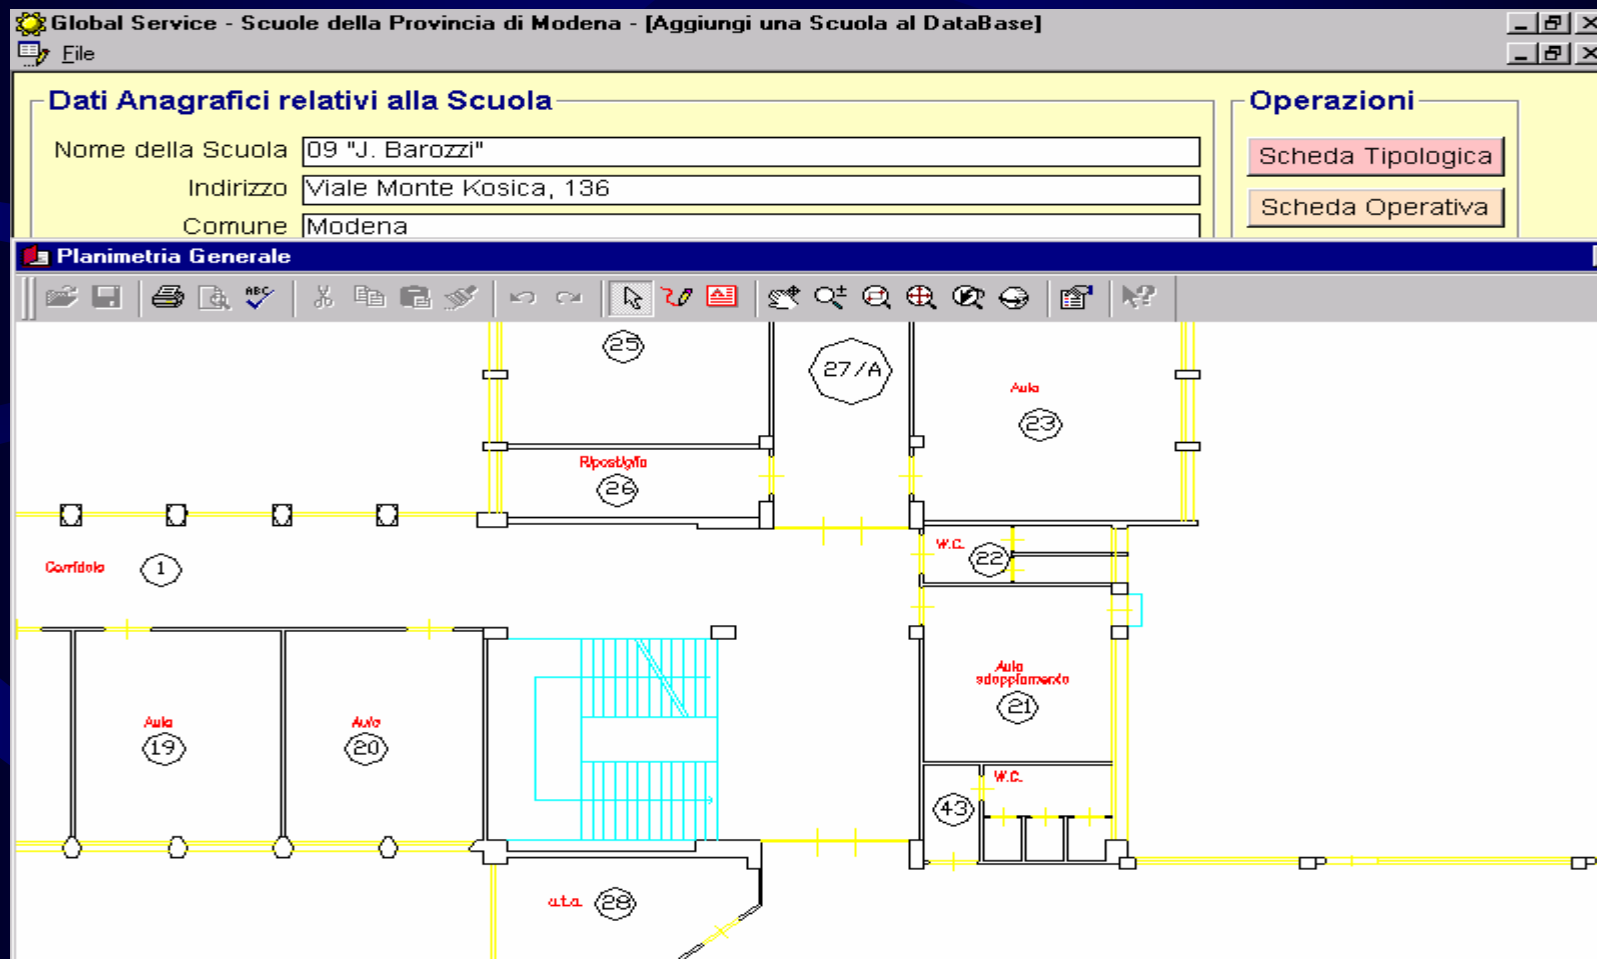 Global Service - Scuole della Provincia di Modena - [Aggiungi una Scuola al DataBase]
File
Dati Anagrafici relativi alla Scuola
Operazioni
Nome della Scuola 09 "J. Barozzi"
Scheda Tipologica
Indirizzo Viale Monte Kosica, 136
Scheda Operativa
Comune Modena
Planimetria Generale
ABC
25
27/A
Aula
23
Ripostiglio
26
W.C.
22
Corridoio
1
Aula
sdoppiamento
21
Aula
19
Aula
20
W.C.
43
a.t.a.
28